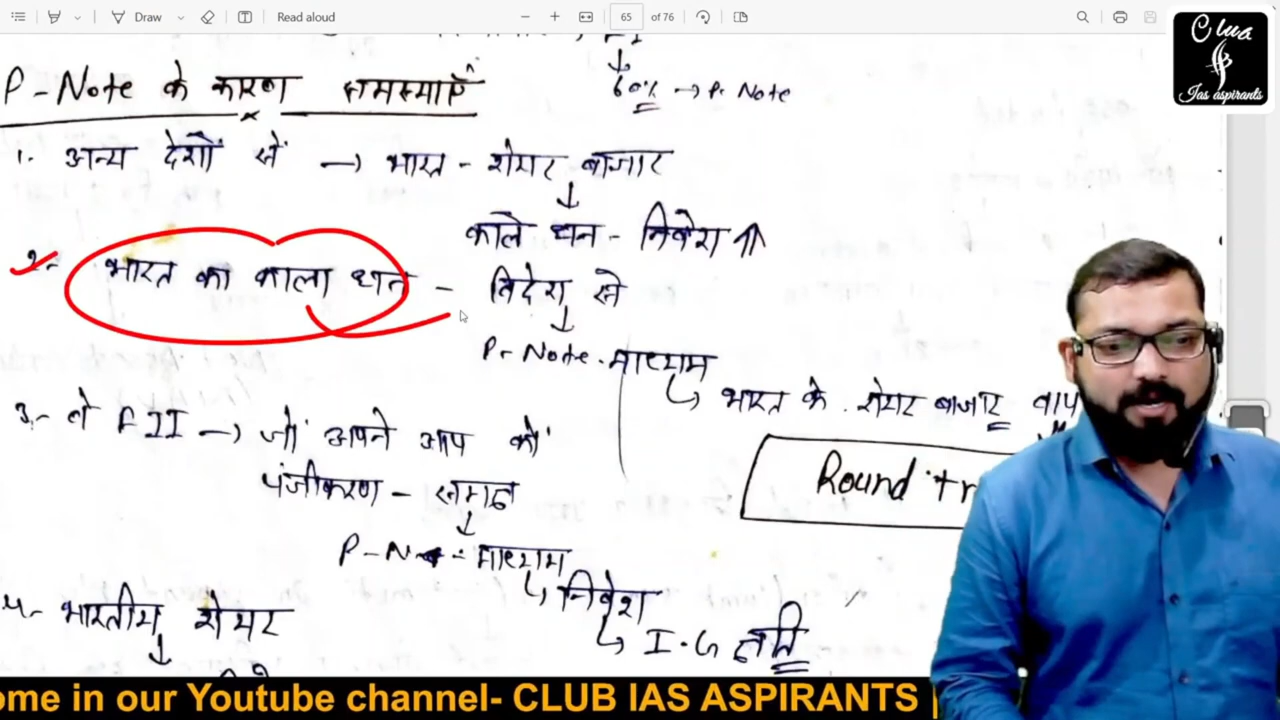 Draw
Read aloud
65 of 76
Club
Ias aspirants
60% → P-Note
P-Note के कारण समस्याएँ
1.- अन्य देशों से → भारत - शेयर बाजार
↓
काले धन - निवेश ↑
2.- भारत का काला धन - विदेश से
↓
P-Note माध्यम
↳ भारत के शेयर बाजार
Round tr
3.- वे FII → जो अपने आप को
पंजीकरण -
↓
माध्यम
↳ निवेश
↳ I.G
4.- भारतीय शेयर
↓
ome in our Youtube channel- CLUB IAS ASPIRANTS |